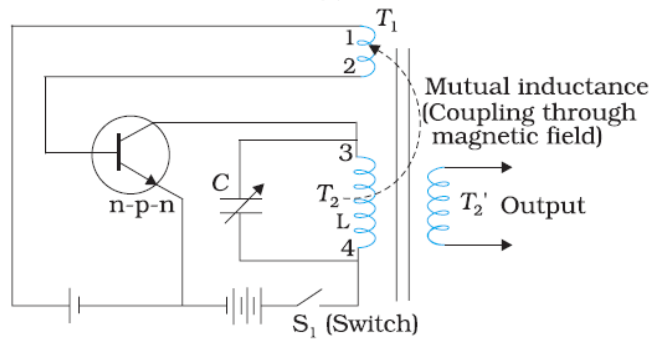 T1
1
2
Mutual inductance
(Coupling through
magnetic field)
3
C
T2
L
4
n-p-n
T2' Output
S1 (Switch)